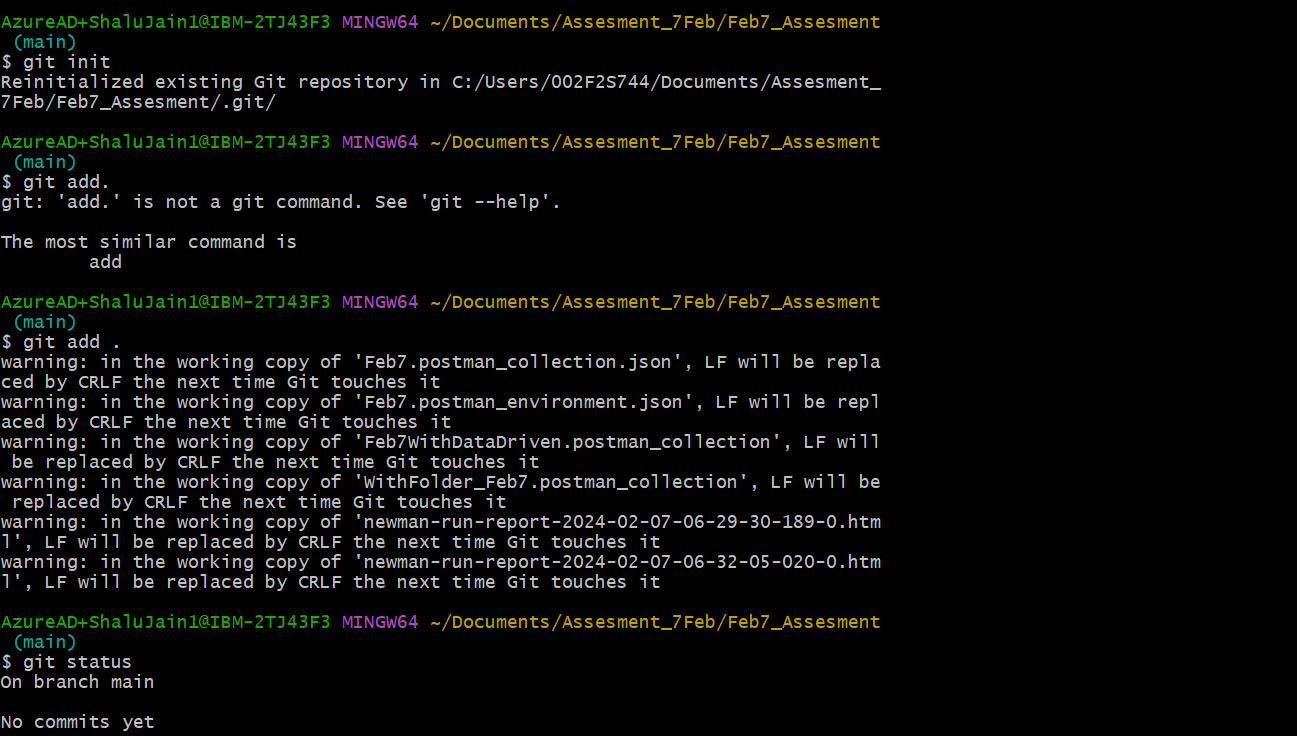 AzureAD+ShaluJain1@IBM-2TJ43F3 MINGW64 ~/Documents/Assesment_7Feb/Feb7_Assesment
 (main)
$ git init
Reinitialized existing Git repository in C:/Users/002F2S744/Documents/Assesment_
7Feb/Feb7_Assesment/.git/

AzureAD+ShaluJain1@IBM-2TJ43F3 MINGW64 ~/Documents/Assesment_7Feb/Feb7_Assesment
 (main)
$ git add.
git: 'add.' is not a git command. See 'git --help'.

The most similar command is
        add

AzureAD+ShaluJain1@IBM-2TJ43F3 MINGW64 ~/Documents/Assesment_7Feb/Feb7_Assesment
 (main)
$ git add .
warning: in the working copy of 'Feb7.postman_collection.json', LF will be repla
ced by CRLF the next time Git touches it
warning: in the working copy of 'Feb7.postman_environment.json', LF will be repl
aced by CRLF the next time Git touches it
warning: in the working copy of 'Feb7WithDataDriven.postman_collection', LF will
 be replaced by CRLF the next time Git touches it
warning: in the working copy of 'WithFolder_Feb7.postman_collection', LF will be
 replaced by CRLF the next time Git touches it
warning: in the working copy of 'newman-run-report-2024-02-07-06-29-30-189-0.htm
l', LF will be replaced by CRLF the next time Git touches it
warning: in the working copy of 'newman-run-report-2024-02-07-06-32-05-020-0.htm
l', LF will be replaced by CRLF the next time Git touches it

AzureAD+ShaluJain1@IBM-2TJ43F3 MINGW64 ~/Documents/Assesment_7Feb/Feb7_Assesment
 (main)
$ git status
On branch main

No commits yet